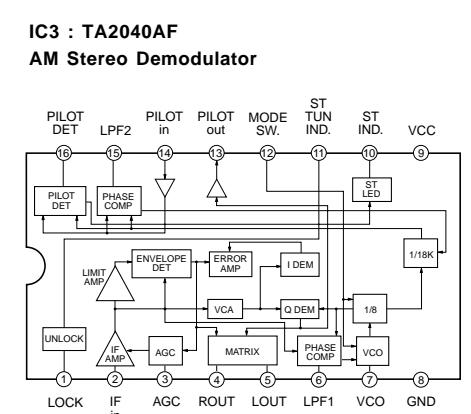 IC3 : TA2040AF
AM Stereo Demodulator
PILOT DET
LPF2
PILOT in
PILOT out
MODE SW.
ST TUN IND.
ST IND.
VCC
16 15 14 13 12 11 10 9
PILOT DET
PHASE COMP
ST LED
ENVELOPE DET
ERROR AMP
I DEM
1/18K
LIMIT AMP
VCA
Q DEM
1/8
UNLOCK
IF AMP
AGC
MATRIX
PHASE COMP
VCO
1 2 3 4 5 6 7 8
LOCK
IF in
AGC
ROUT
LOUT
LPF1
VCO
GND